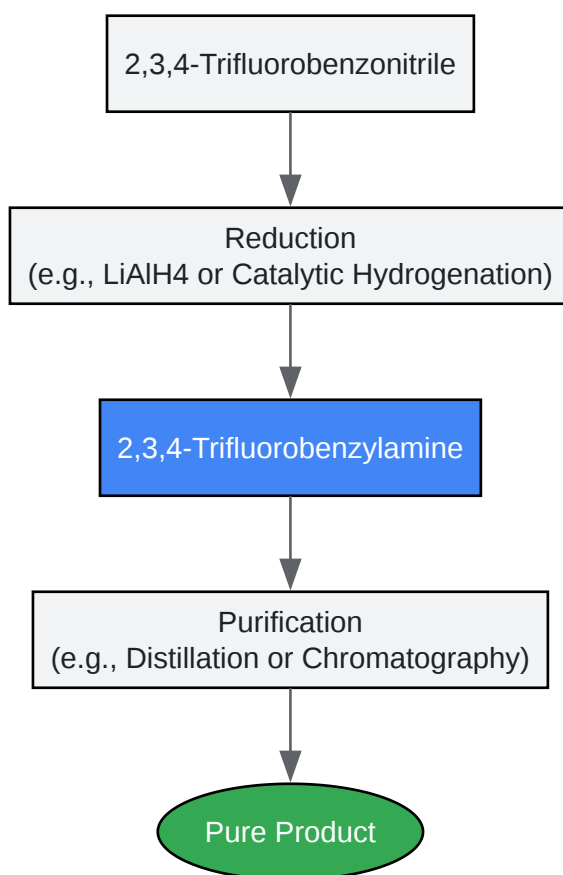 2,3,4-Trifluorobenzonitrile
Reduction
(e.g., LiAlH4 or Catalytic Hydrogenation)
2,3,4-Trifluorobenzylamine
Purification
(e.g., Distillation or Chromatography)
Pure Product